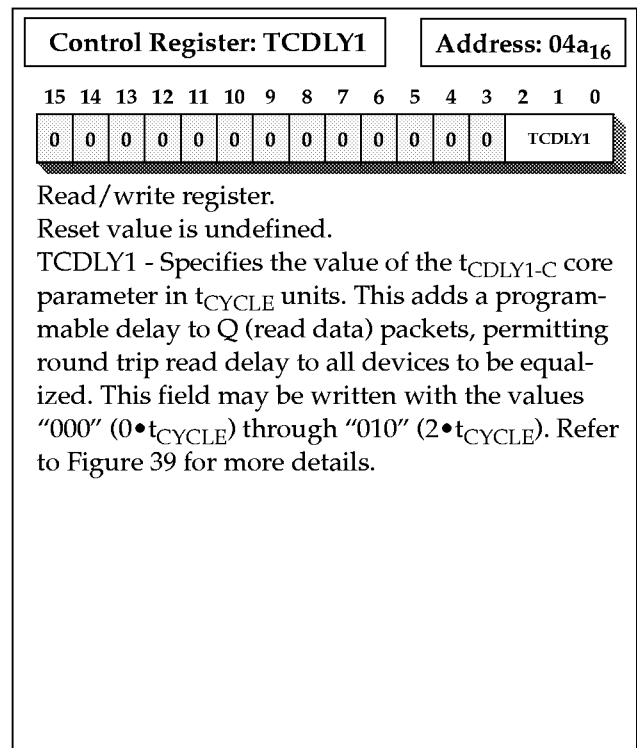 Control Register: TCDLY1
Address: 04a16
15 14 13 12 11 10 9 8 7 6 5 4 3 2 1 0
0 0 0 0 0 0 0 0 0 0 0 0 0 TCDLY1
Read/write register.
Reset value is undefined.
TCDLY1 - Specifies the value of the tCDLY1-C core
parameter in tCYCLE units. This adds a program-
mable delay to Q (read data) packets, permitting
round trip read delay to all devices to be equal-
ized. This field may be written with the values
“000” (0•tCYCLE) through “010” (2•tCYCLE). Refer
to Figure 39 for more details.